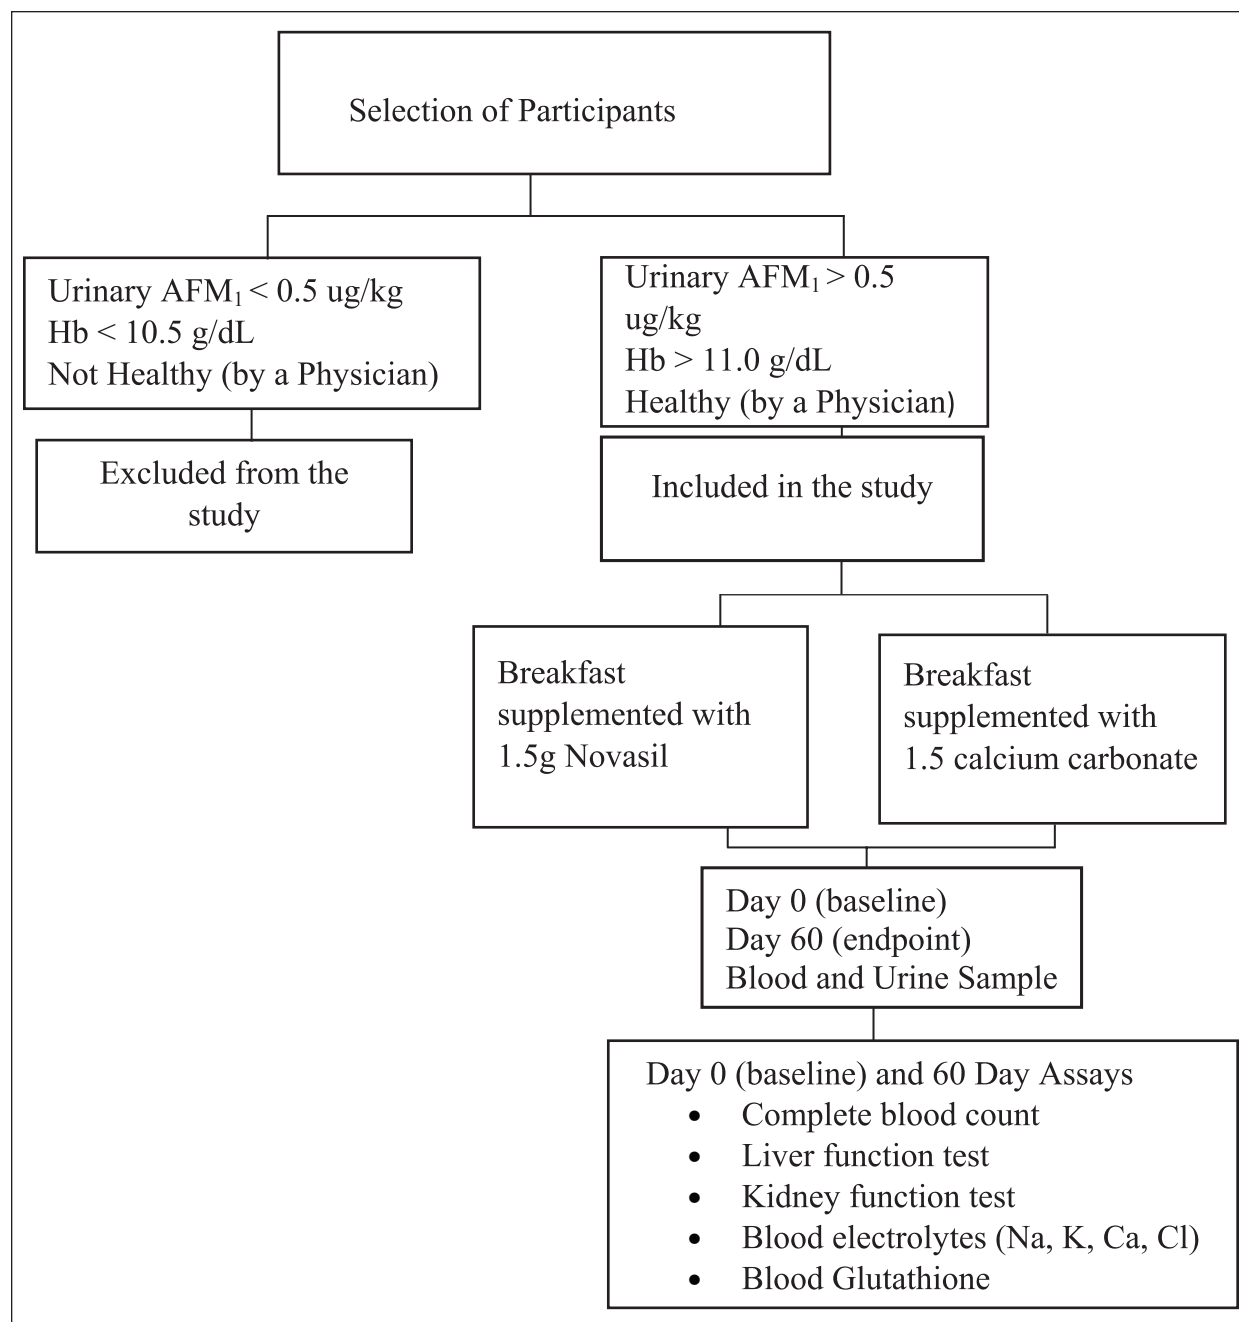 Selection of Participants
Urinary AFM₁ < 0.5 ug/kg
Hb < 10.5 g/dL
Not Healthy (by a Physician)
Urinary AFM₁ > 0.5
ug/kg
Hb > 11.0 g/dL
Healthy (by a Physician)
Excluded from the
study
Included in the study
Breakfast
supplemented with
1.5g Novasil
Breakfast
supplemented with
1.5 calcium carbonate
Day 0 (baseline)
Day 60 (endpoint)
Blood and Urine Sample
Day 0 (baseline) and 60 Day Assays
• Complete blood count
• Liver function test
• Kidney function test
• Blood electrolytes (Na, K, Ca, Cl)
• Blood Glutathione